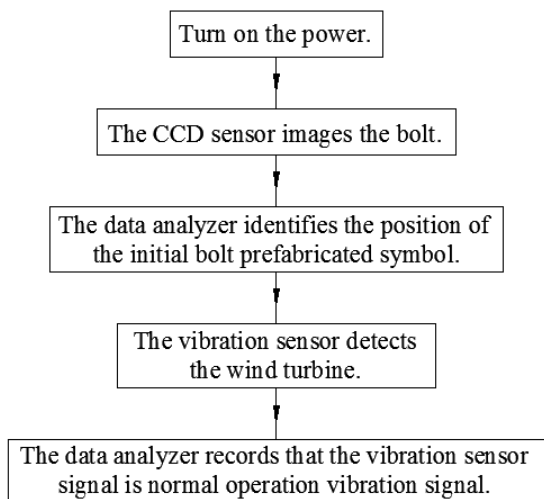 Turn on the power.
The CCD sensor images the bolt.
The data analyzer identifies the position of
the initial bolt prefabricated symbol.
The vibration sensor detects
the wind turbine.
The data analyzer records that the vibration sensor
signal is normal operation vibration signal.